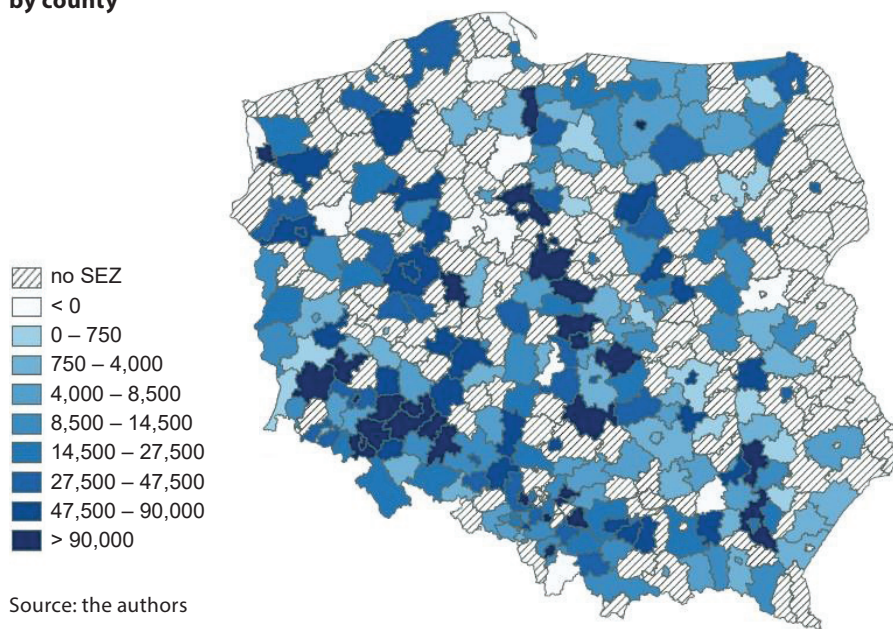 by county
no SEZ
< 0
0 – 750
750 – 4,000
4,000 – 8,500
8,500 – 14,500
14,500 – 27,500
27,500 – 47,500
47,500 – 90,000
> 90,000
Source: the authors